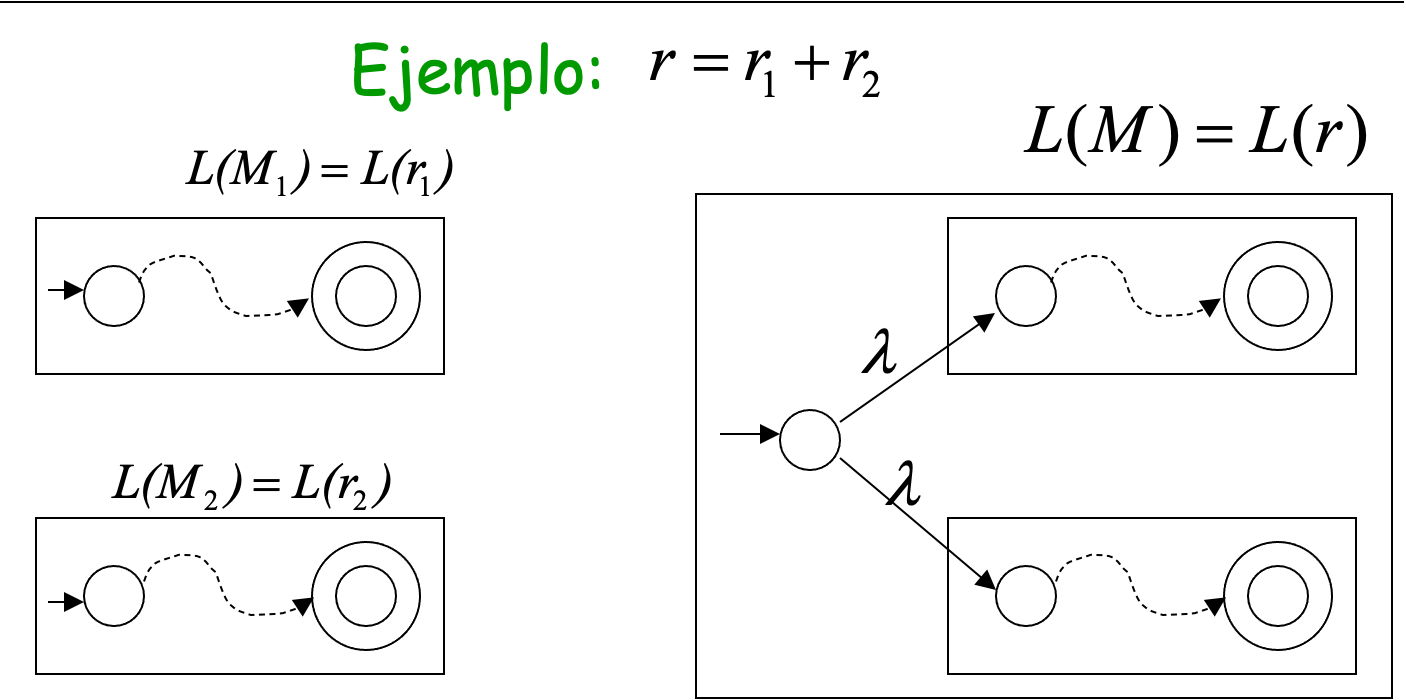 Ejemplo: r = r₁ + r₂
L(M) = L(r)
L(M₁) = L(r₁)
λ
L(M₂) = L(r₂)
λ